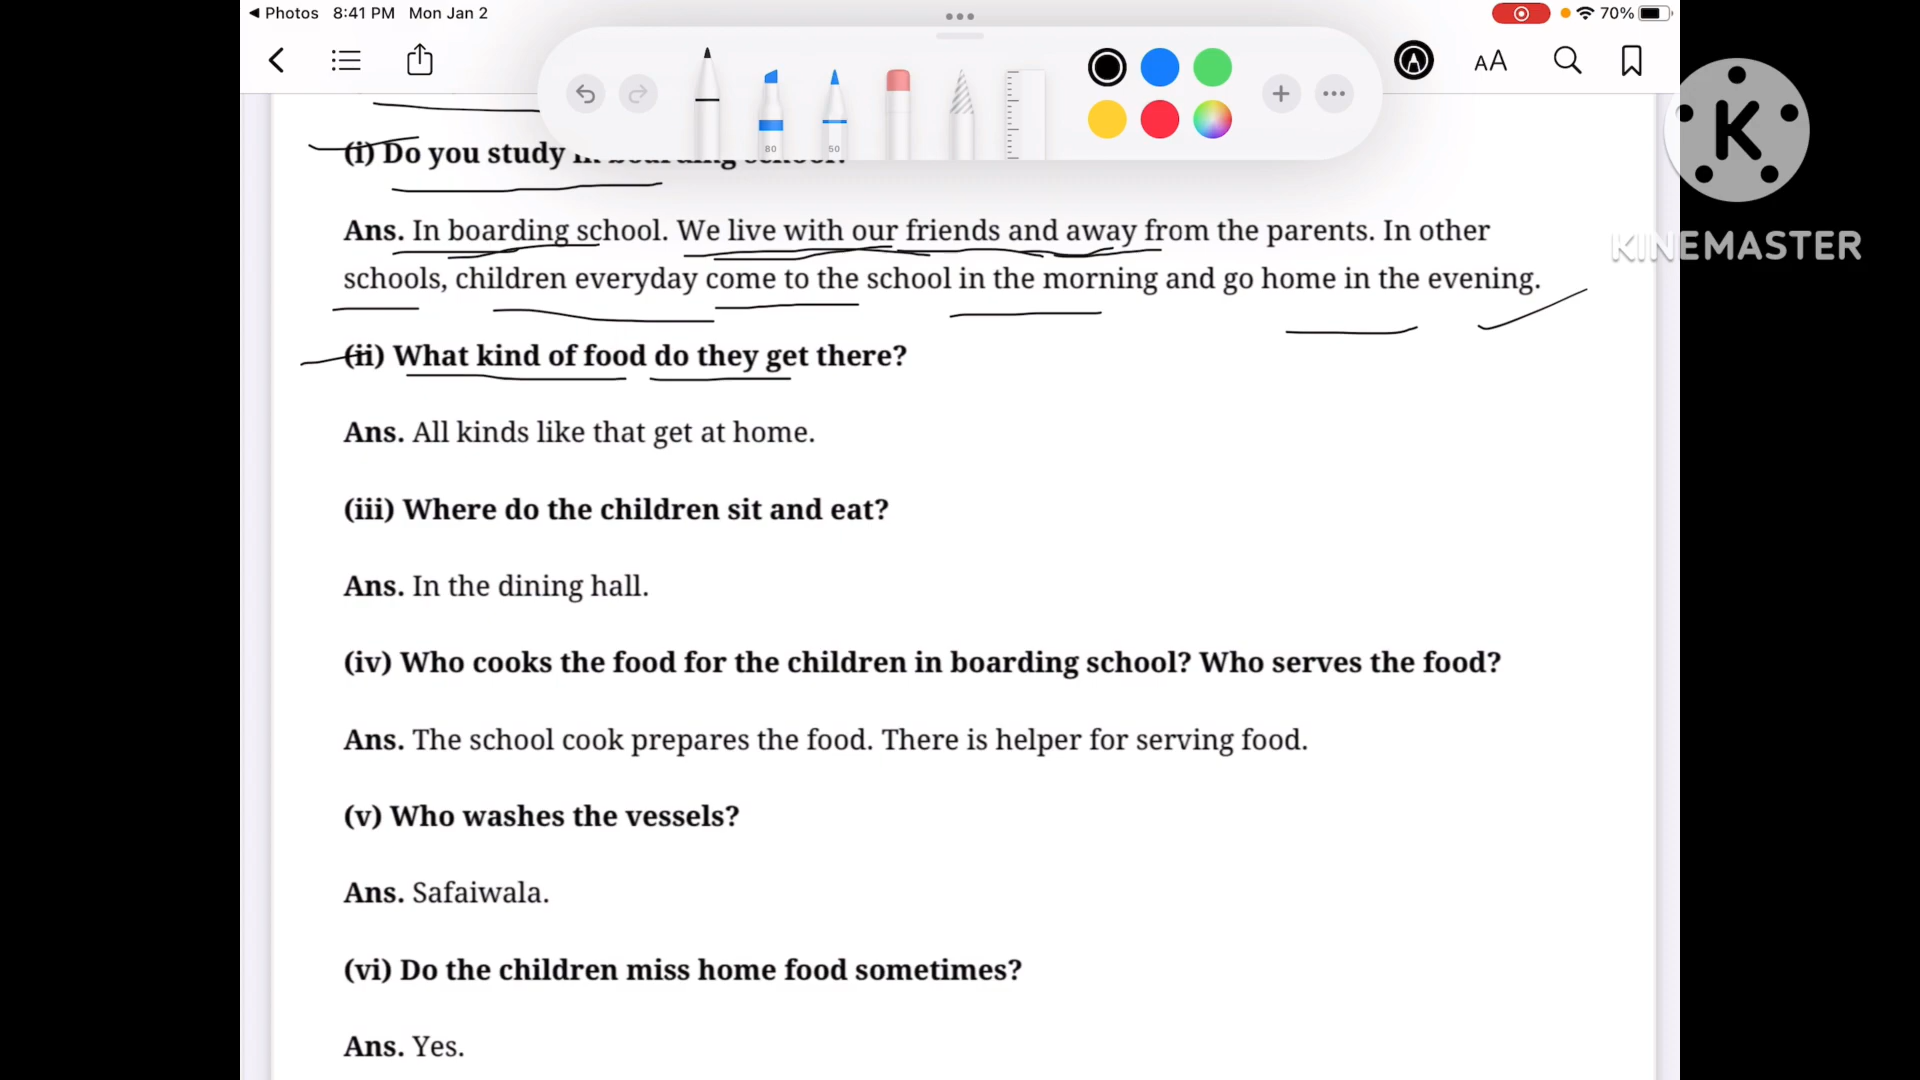 Photos 8:41 PM Mon Jan 2
70%
AA
80
50
K
KINEMASTER
(i) Do you study
Ans. In boarding school. We live with our friends and away from the parents. In other
schools, children everyday come to the school in the morning and go home in the evening.
(ii) What kind of food do they get there?
Ans. All kinds like that get at home.
(iii) Where do the children sit and eat?
Ans. In the dining hall.
(iv) Who cooks the food for the children in boarding school? Who serves the food?
Ans. The school cook prepares the food. There is helper for serving food.
(v) Who washes the vessels?
Ans. Safaiwala.
(vi) Do the children miss home food sometimes?
Ans. Yes.